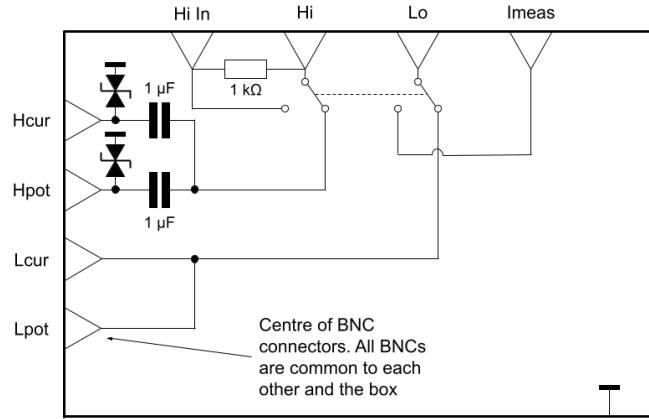 Hi In
Hi
Lo
Imeas
1 µF
1 kΩ
Hcur
Hpot
1 µF
Lcur
Lpot
Centre of BNC
connectors. All BNCs
are common to each
other and the box